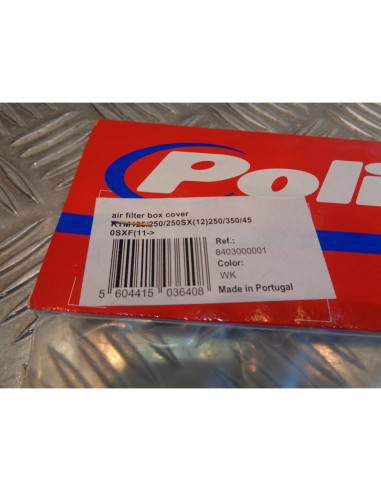 Poli
air filter box cover
KTM125/250/250SX(12)250/350/45
0SXF(11->
Ref.:
8403000001
Color:
WK
Made in Portugal
5 604415 036408